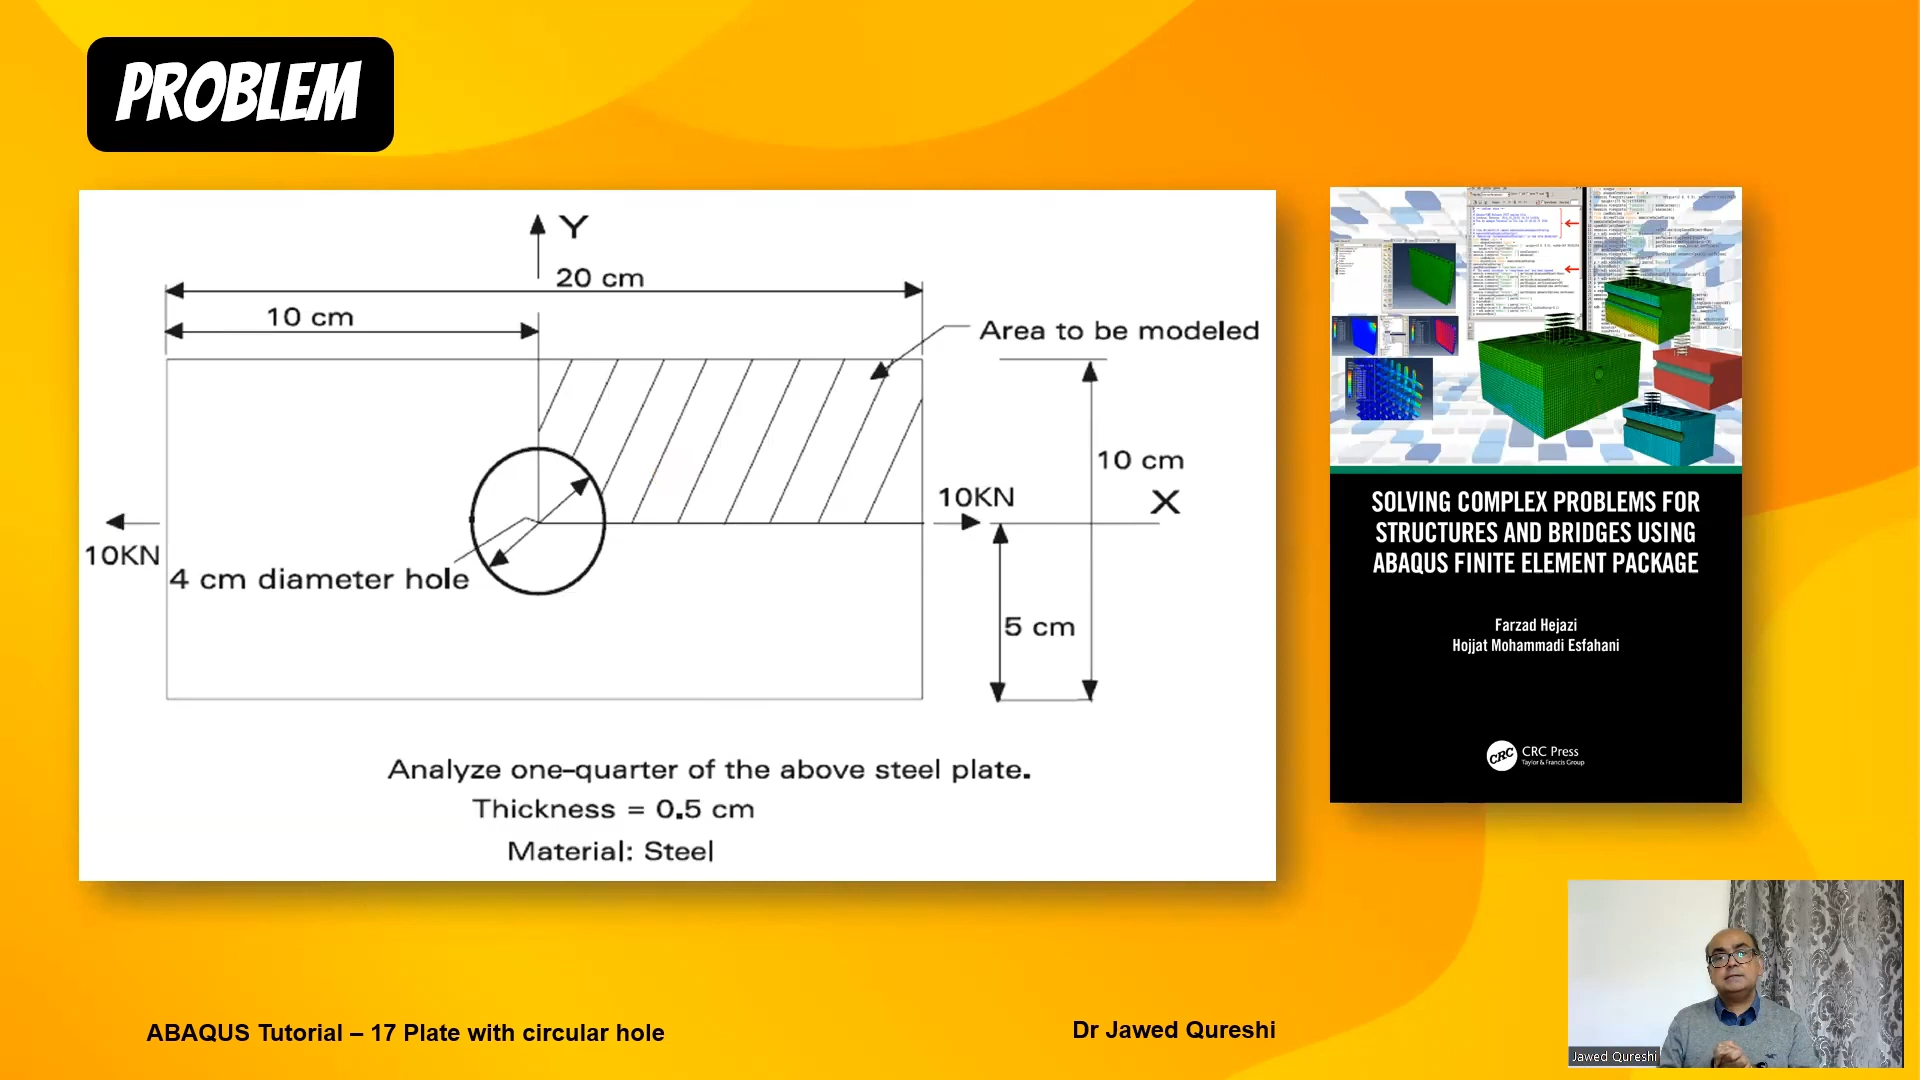 PROBLEM
Y
20 cm
10 cm
Area to be modeled
10 cm
10KN
X
10KN
4 cm diameter hole
5 cm
Analyze one-quarter of the above steel plate.
Thickness = 0.5 cm
Material: Steel
SOLVING COMPLEX PROBLEMS FOR
STRUCTURES AND BRIDGES USING
ABAQUS FINITE ELEMENT PACKAGE
Farzad Hejazi
Hojjat Mohammadi Esfahani
CRC
CRC Press
Taylor & Francis Group
ABAQUS Tutorial – 17 Plate with circular hole
Dr Jawed Qureshi
Jawed Qureshi